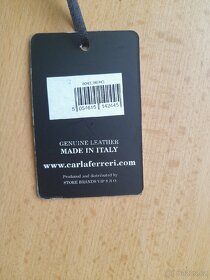 GENUINE LEATHER
MADE IN ITALY
www.carlaferreri.com
Produced and distributed by
STORE BRANDS VIP S.R.O.